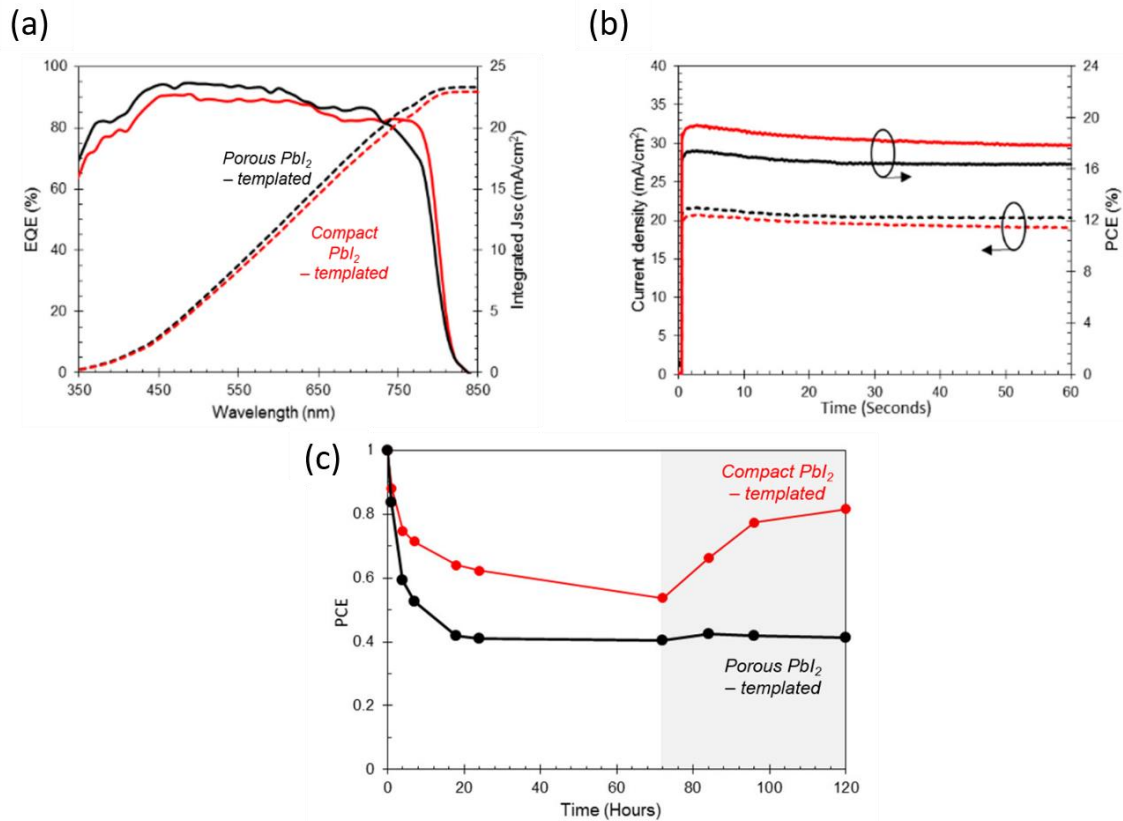 (a)
100
80
60
40
20
0
EQE (%)
350
450
550
650
750
850
Wavelength (nm)
25
20
15
10
5
0
Integrated Jsc (mA/cm²)
Porous PbI₂
– templated
Compact
PbI₂
– templated
(b)
40
35
30
25
20
15
10
5
0
Current density (mA/cm²)
0
10
20
30
40
50
60
Time (Seconds)
24
20
16
12
8
4
0
PCE (%)
(c)
1
0.8
0.6
0.4
0.2
0
PCE
0
20
40
60
80
100
120
Time (Hours)
Compact PbI₂
– templated
Porous PbI₂
– templated